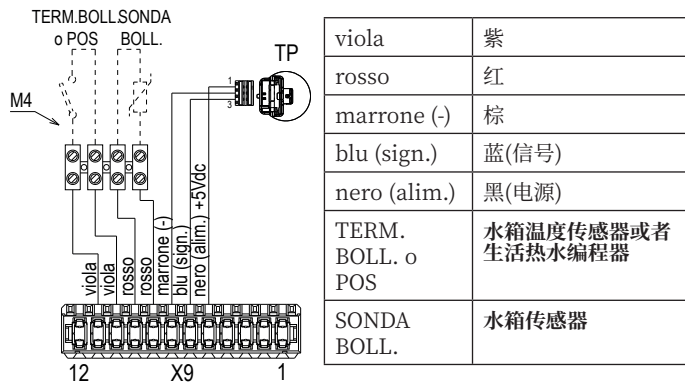 TERM.BOLL.
o POS
SONDA
BOLL.
TP
1
3
M4
viola
viola
rosso
rosso
marrone (-)
blu (sign.)
nero (alim.) +5Vdc
12
X9
1
viola 紫
rosso 红
marrone (-) 棕
blu (sign.) 蓝(信号)
nero (alim.) 黑(电源)
TERM. 水箱温度传感器或者
BOLL. o 生活热水编程器
POS
SONDA 水箱传感器
BOLL.